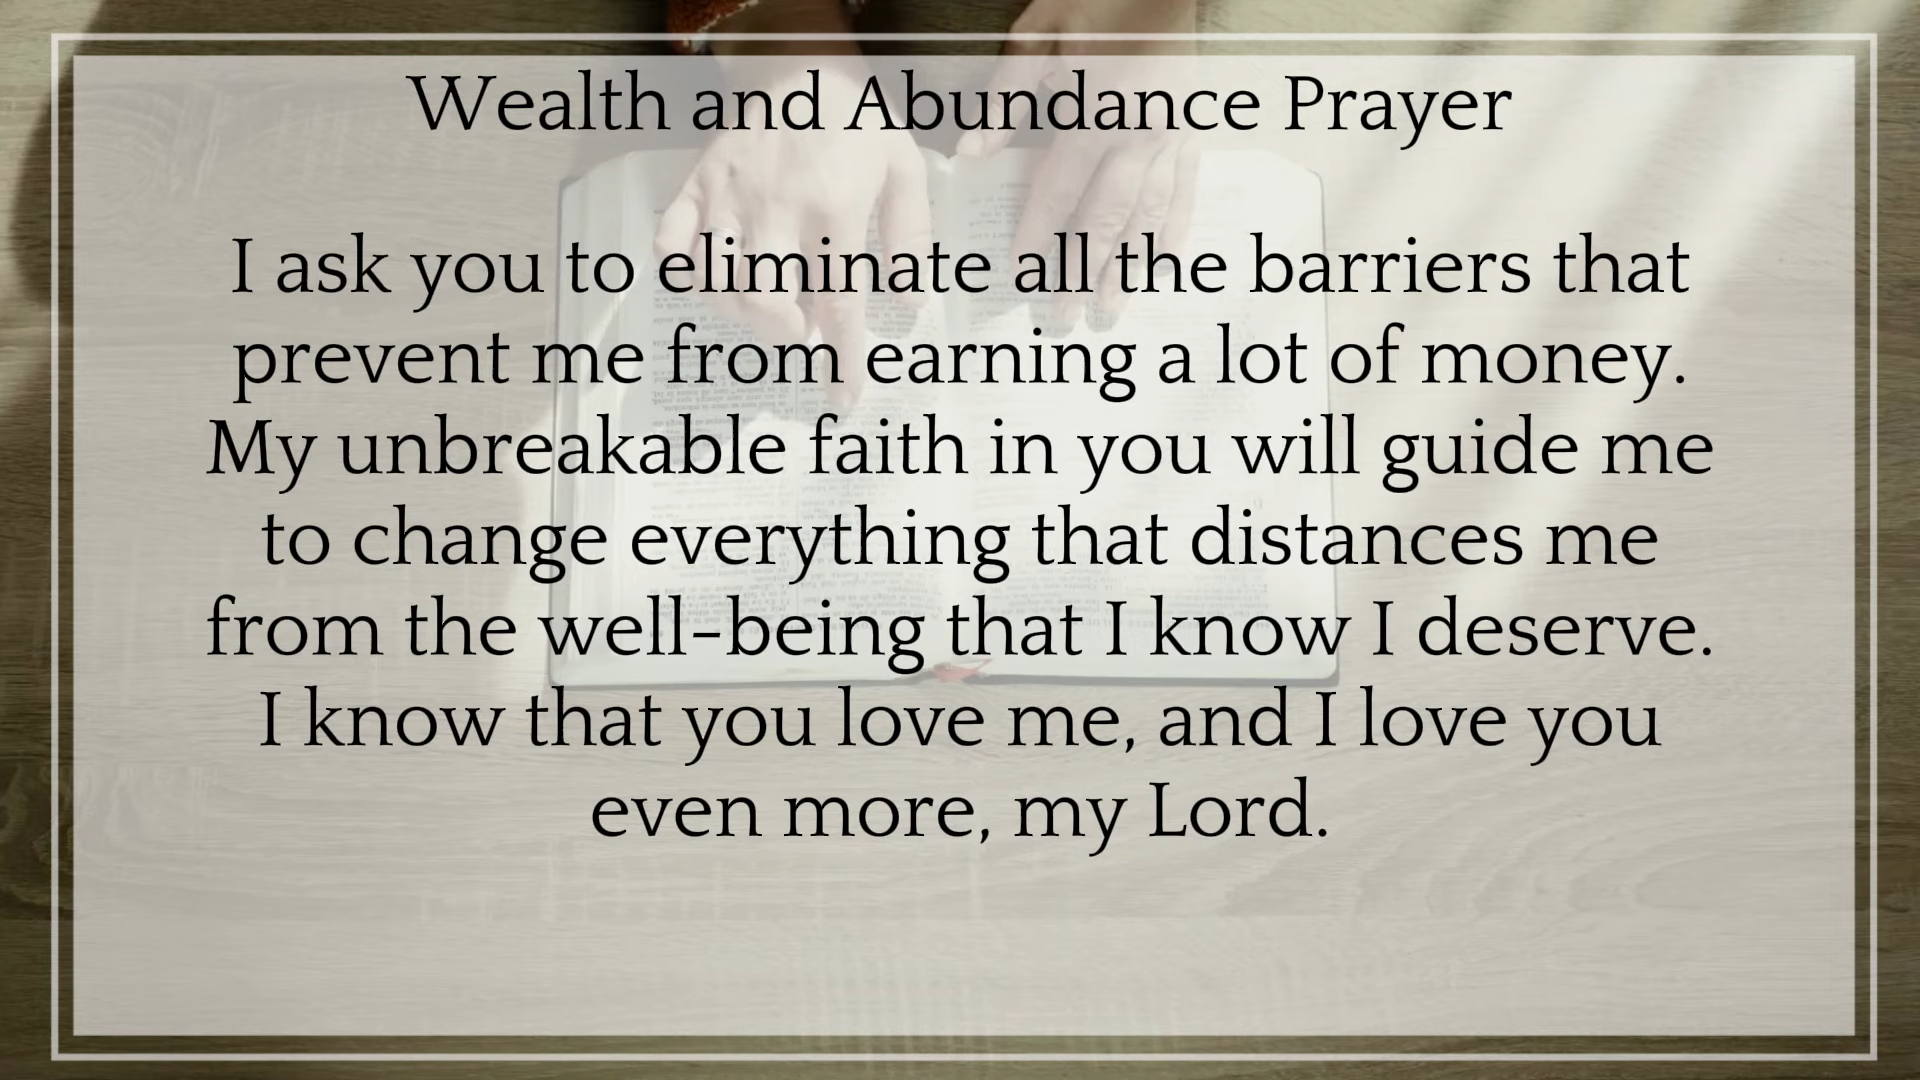 Wealth and Abundance Prayer
I ask you to eliminate all the barriers that
prevent me from earning a lot of money.
My unbreakable faith in you will guide me
to change everything that distances me
from the well-being that I know I deserve.
I know that you love me, and I love you
even more, my Lord.